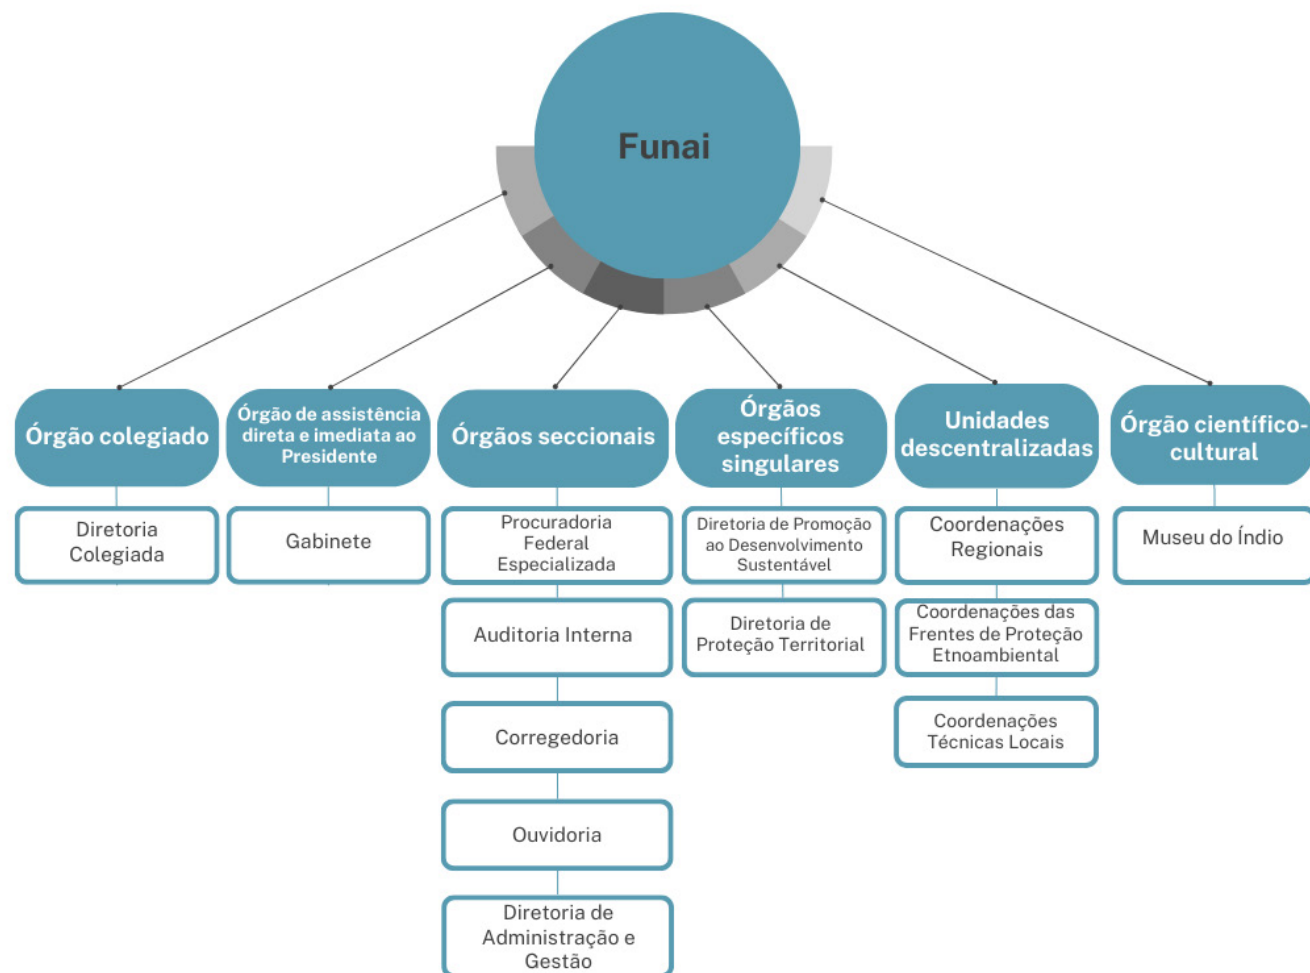 Funai
Órgão colegiado
Diretoria
Colegiada
Órgão de assistência
direta e imediata ao
Presidente
Gabinete
Órgãos seccionais
Procuradoria
Federal
Especializada
Auditoria Interna
Corregedoria
Ouvidoria
Diretoria de
Administração e
Gestão
Órgãos
específicos
singulares
Diretoria de Promoção
ao Desenvolvimento
Sustentável
Diretoria de
Proteção Territorial
Unidades
descentralizadas
Coordenações
Regionais
Coordenações das
Frentes de Proteção
Etnoambiental
Coordenações
Técnicas Locais
Órgão científico-
cultural
Museu do Índio